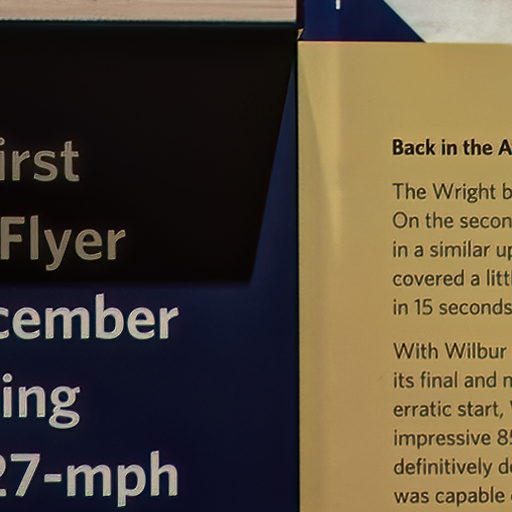 irst
Flyer
cember
ing
27-mph
Back in the A
The Wright b
On the secon
in a similar up
covered a litt
in 15 seconds
With Wilbur
its final and n
erratic start,
impressive 85
definitively de
was capable